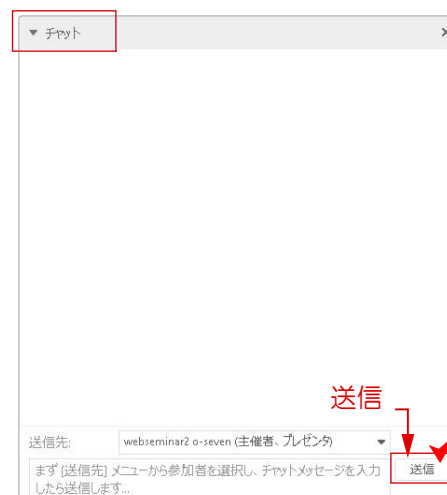 ▼ チャット
送信
送信先: webseminar2 o-seven (主催者、プレゼンタ)
まず [送信先] メニューから参加者を選択し、チャットメッセージを入力 送信
したら送信します...